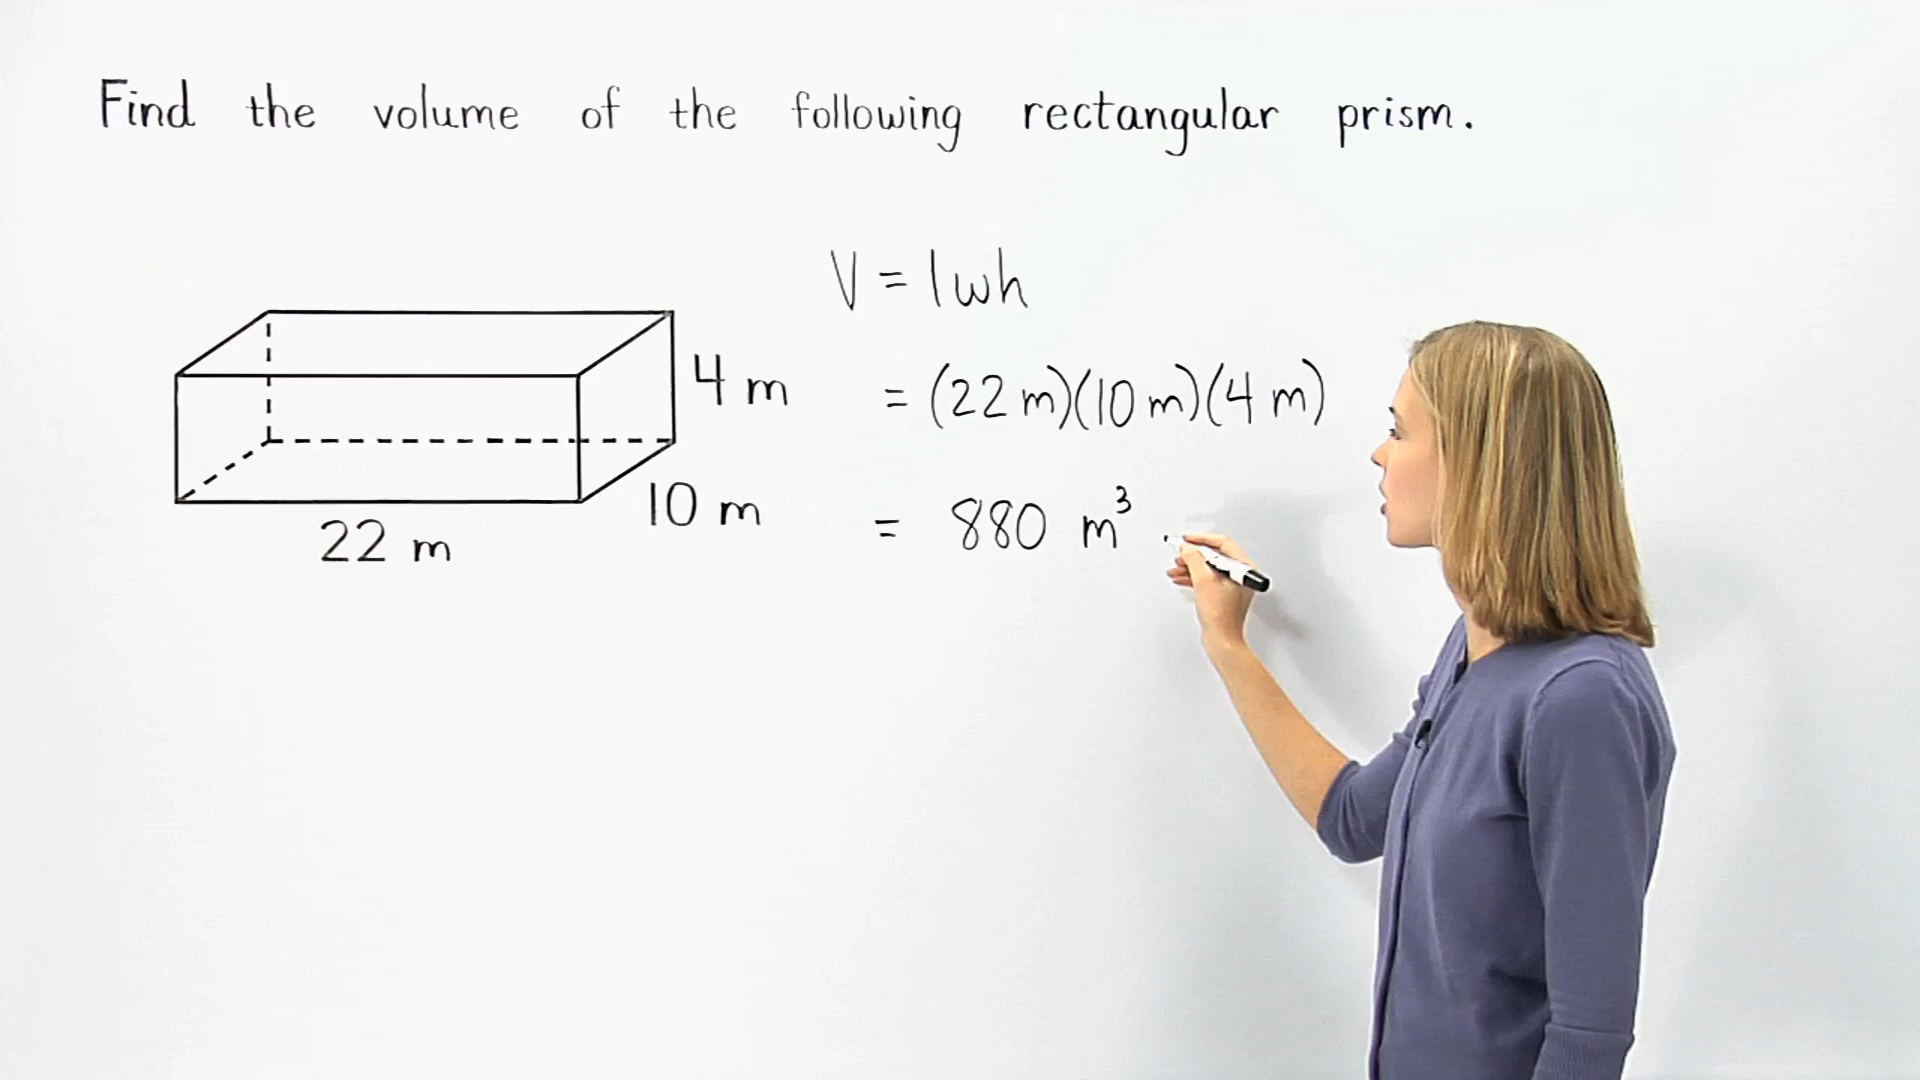 Find the volume of the following rectangular prism.
V = lwh
4 m
= (22 m)(10 m)(4 m)
10 m
= 880 m³
22 m